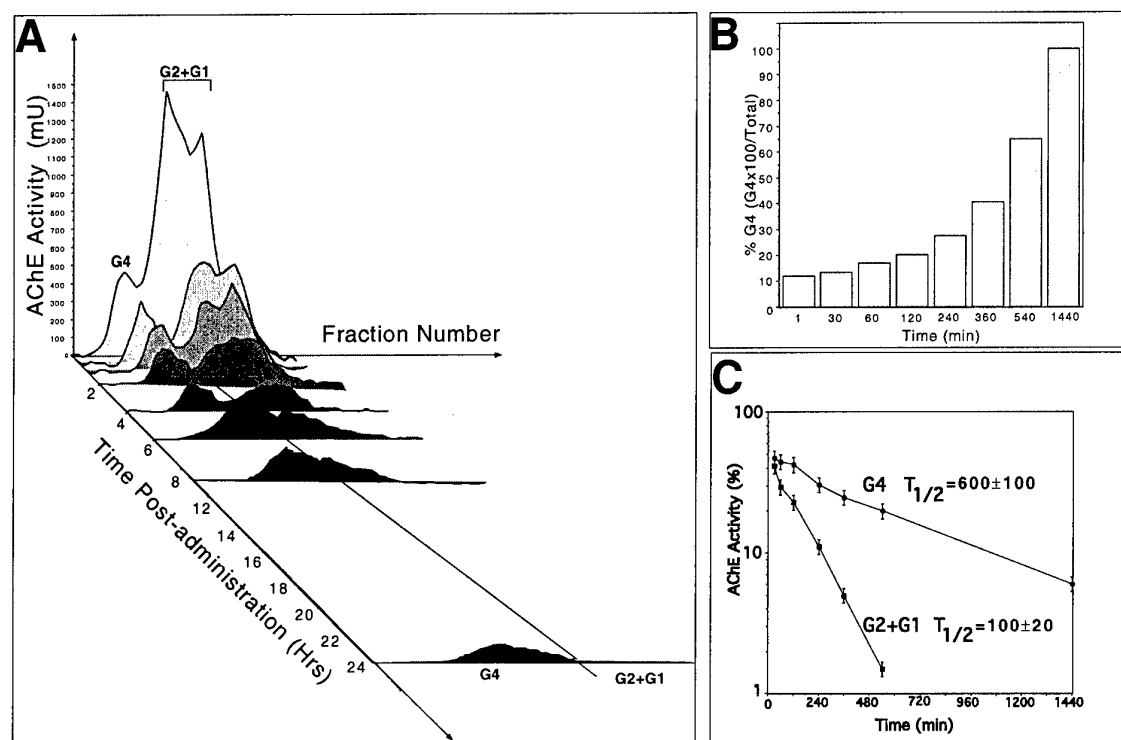 A
G2+G1
AChE Activity (mU)
1500
1400
1300
1200
1100
1000
900
800
700
600
500
400
300
200
100
0
G4
Fraction Number
2
4
6
8
12
14
16
18
20
22
24
Time Post-administration (Hrs)
G4
G2+G1
B
% G4 (G4x100/Total)
100
90
80
70
60
50
40
30
20
10
0
1 30 60 120 240 360 540 1440
Time (min)
C
AChE Activity (%)
100
10
1
G4 T1/2=600±100
G2+G1 T1/2=100±20
0 240 480 720 960 1200 1440
Time (min)